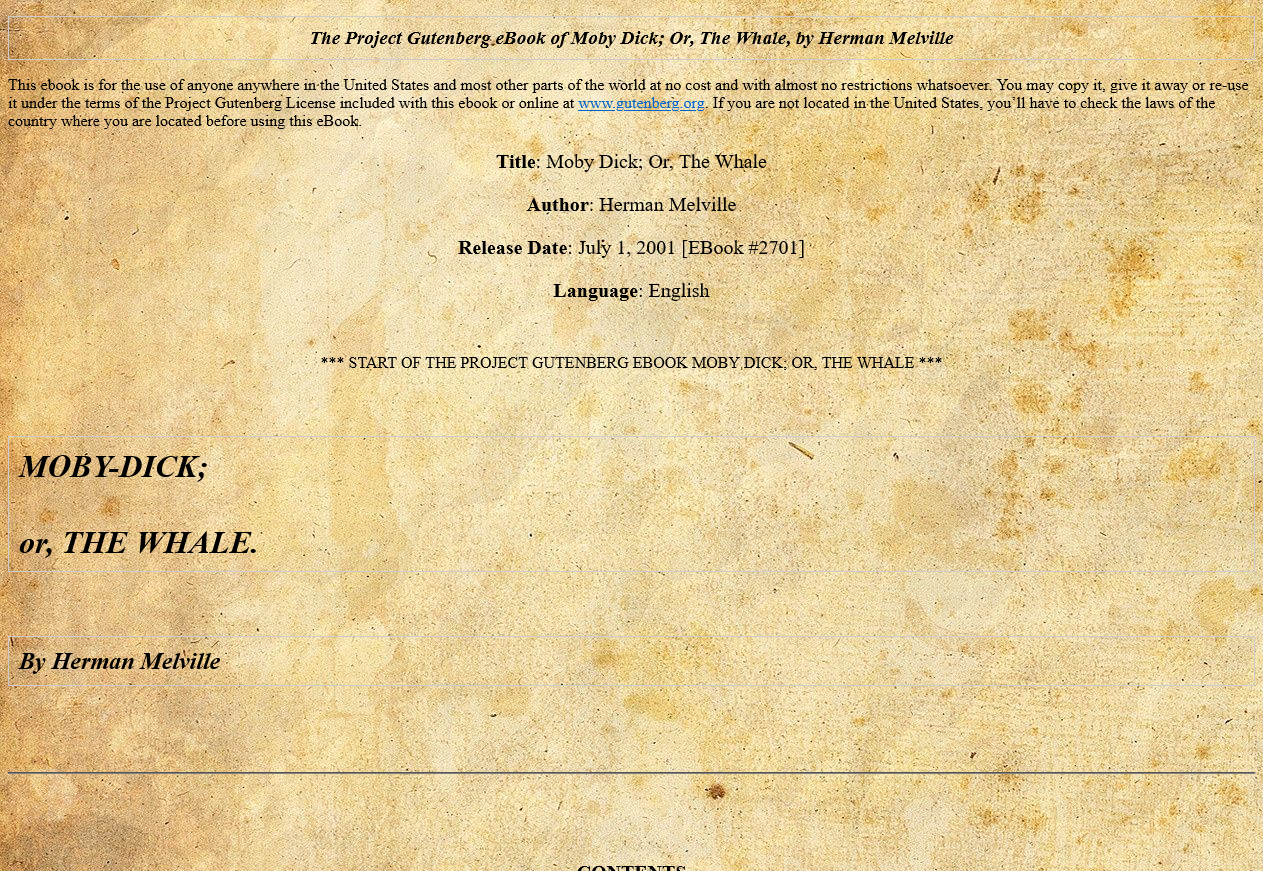 The Project Gutenberg eBook of Moby Dick; Or, The Whale, by Herman Melville
This ebook is for the use of anyone anywhere in the United States and most other parts of the world at no cost and with almost no restrictions whatsoever. You may copy it, give it away or re-use
it under the terms of the Project Gutenberg License included with this ebook or online at www.gutenberg.org. If you are not located in the United States, you’ll have to check the laws of the
country where you are located before using this eBook.
Title: Moby Dick; Or, The Whale
Author: Herman Melville
Release Date: July 1, 2001 [EBook #2701]
Language: English
*** START OF THE PROJECT GUTENBERG EBOOK MOBY DICK; OR, THE WHALE ***
MOBY-DICK;
or, THE WHALE.
By Herman Melville
CONTENTS